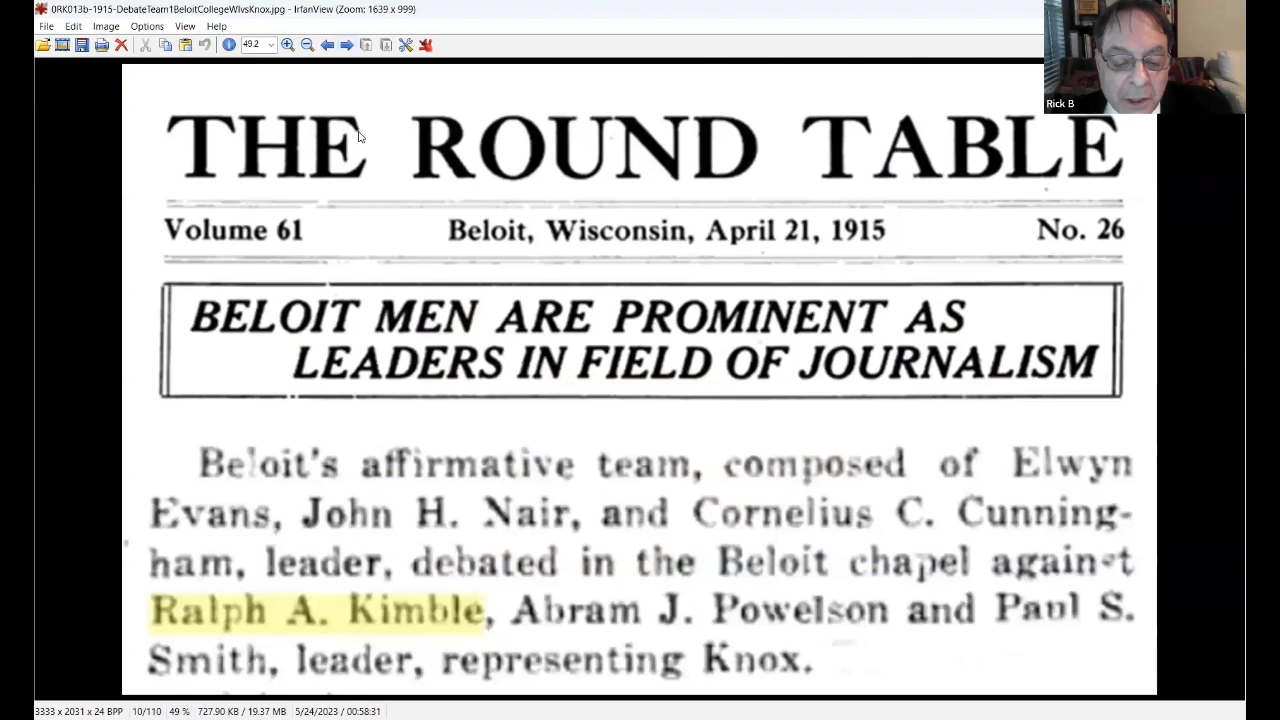 0RK013b-1915-DebateTeam1BeloitCollegeWIvsKnox.jpg - IrfanView (Zoom: 1639 x 999)
File Edit Image Options View Help
49.2
Rick B
THE ROUND TABLE
Volume 61 Beloit, Wisconsin, April 21, 1915 No. 26
BELOIT MEN ARE PROMINENT AS
LEADERS IN FIELD OF JOURNALISM
Beloit's affirmative team, composed of Elwyn
Evans, John H. Nair, and Cornelius C. Cunning-
ham, leader, debated in the Beloit chapel against
Ralph A. Kimble, Abram J. Powelson and Paul S.
Smith, leader, representing Knox.
3333 x 2031 x 24 BPP 10/110 49 % 727.90 KB / 19.37 MB 5/24/2023 / 00:58:31